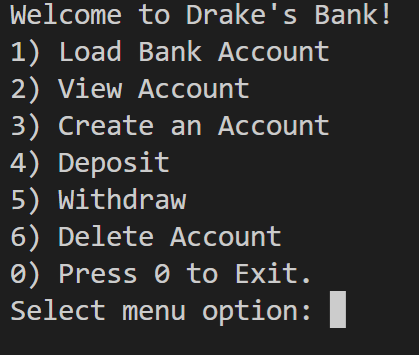 Welcome to Drake's Bank!
1) Load Bank Account
2) View Account
3) Create an Account
4) Deposit
5) Withdraw
6) Delete Account
0) Press 0 to Exit.
Select menu option: